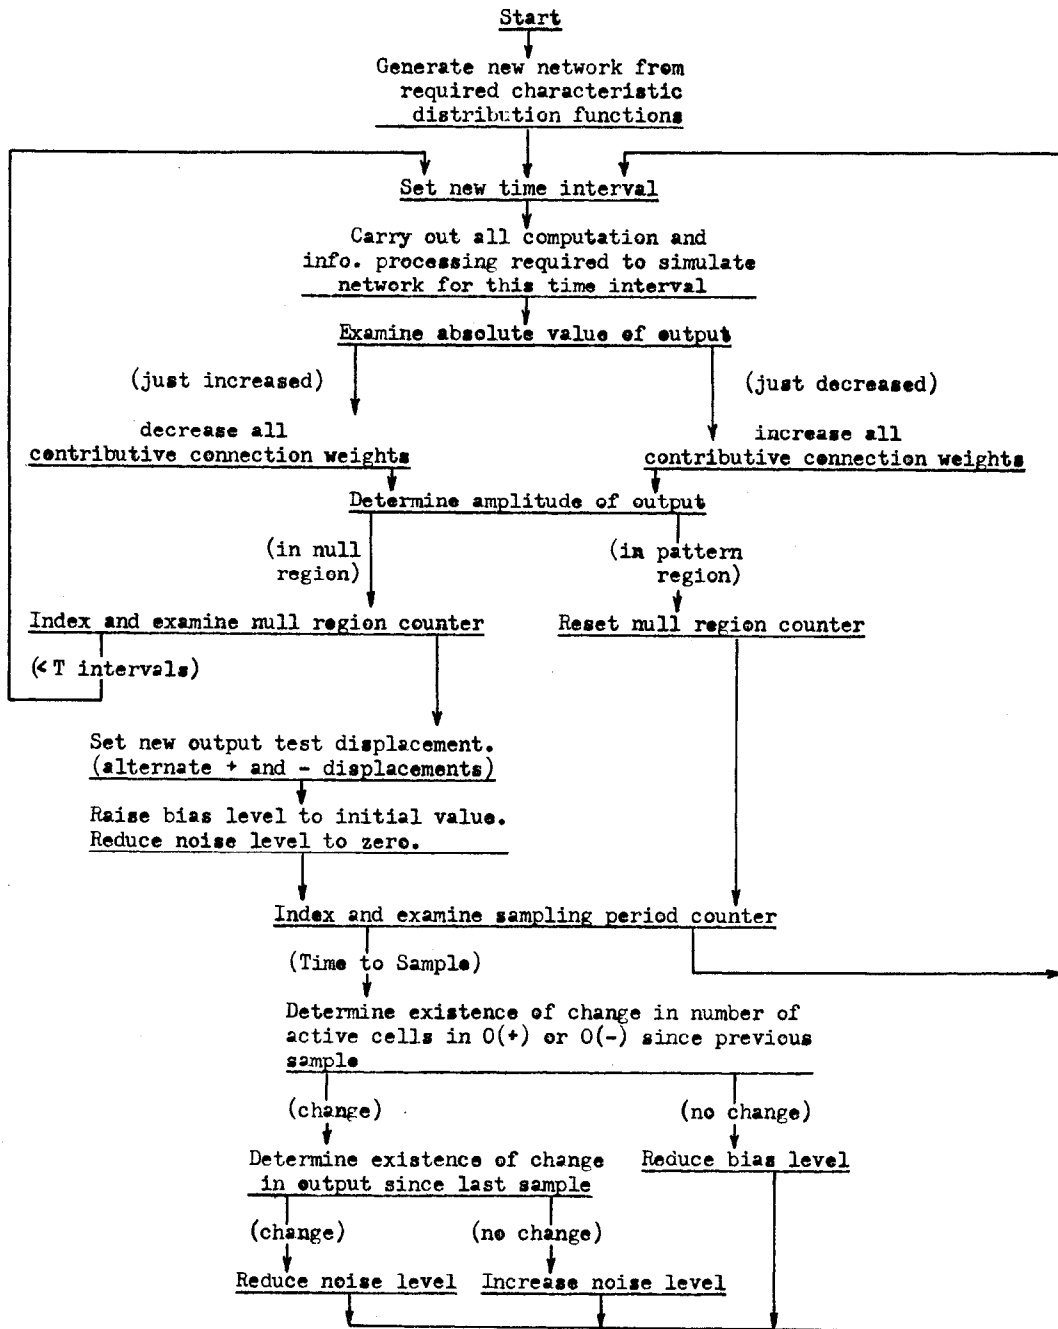 Start
Generate new network from
required characteristic
distribution functions
Set new time interval
Carry out all computation and
info. processing required to simulate
network for this time interval
Examine absolute value of output
(just increased)
(just decreased)
decrease all
contributive connection weights
increase all
contributive connection weights
Determine amplitude of output
(in null
region)
(in pattern
region)
Index and examine null region counter
Reset null region counter
(< T intervals)
Set new output test displacement.
(alternate + and - displacements)
Raise bias level to initial value.
Reduce noise level to zero.
Index and examine sampling period counter
(Time to Sample)
Determine existence of change in number of
active cells in O(+) or O(-) since previous
sample
(change)
(no change)
Determine existence of change
in output since last sample
Reduce bias level
(change)
(no change)
Reduce noise level
Increase noise level